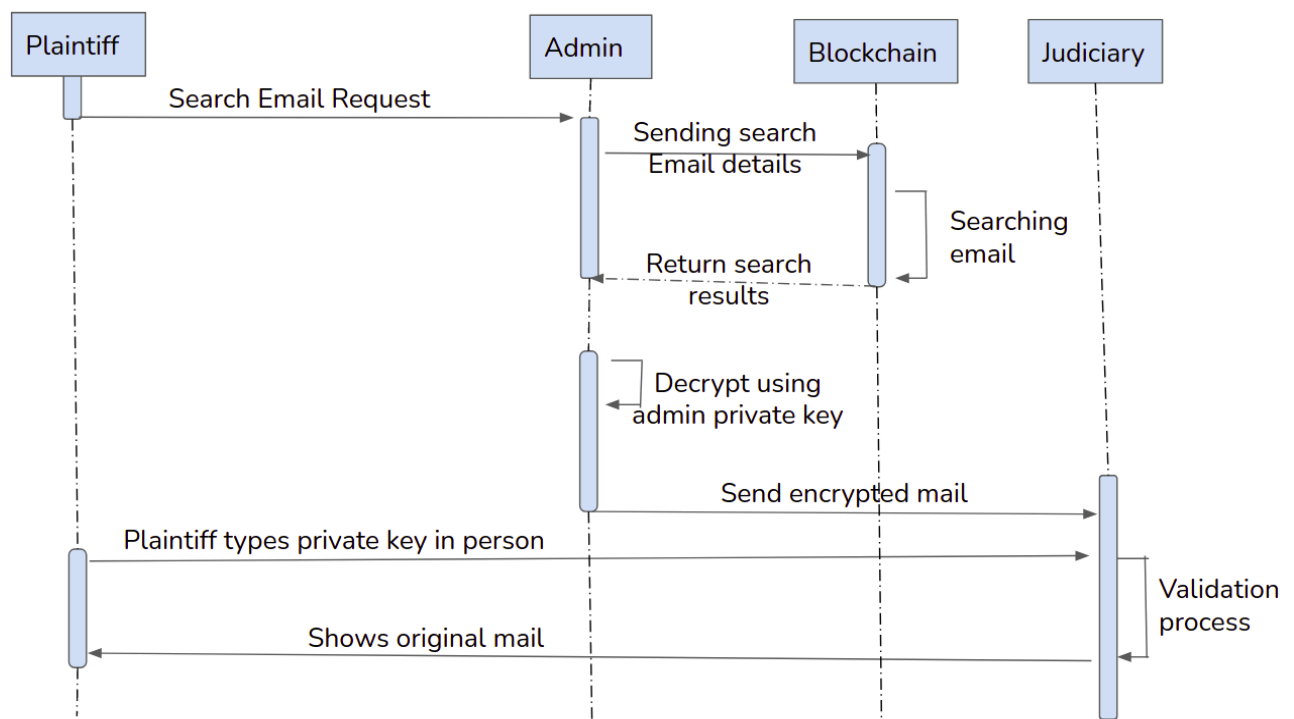 Plaintiff
Admin
Blockchain
Judiciary
Search Email Request
Sending search
Email details
Searching
email
Return search
results
Decrypt using
admin private key
Send encrypted mail
Plaintiff types private key in person
Validation
process
Shows original mail